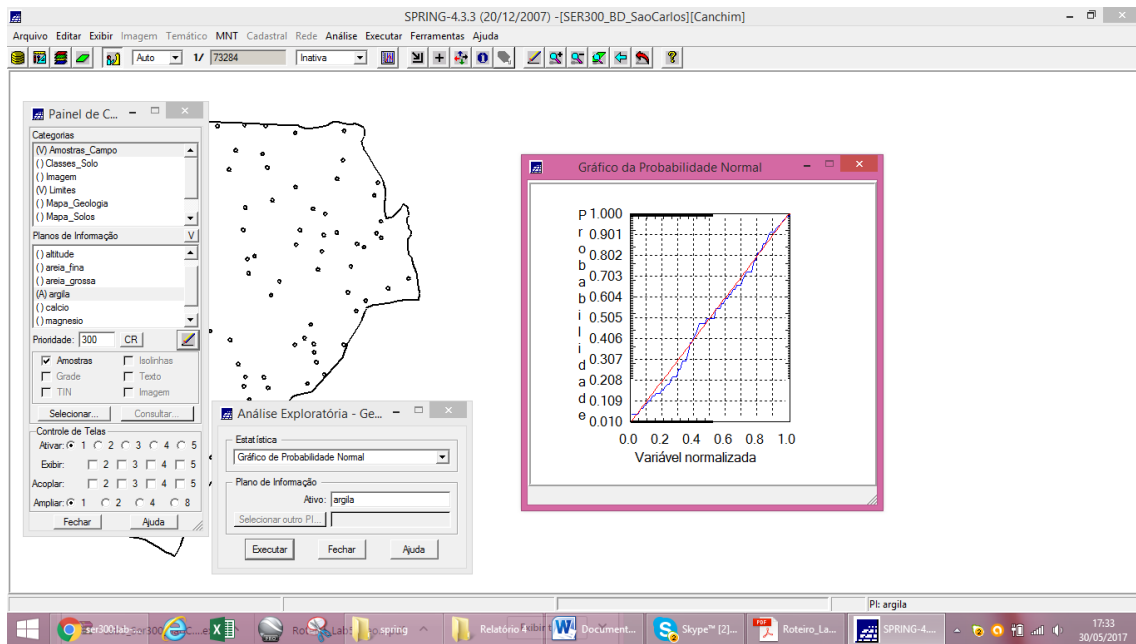 SPRING-4.3.3 (20/12/2007) -[SER300_BD_SaoCarlos][Canchim]
Arquivo Editar Exibir Imagem Temático MNT Cadastral Rede Análise Executar Ferramentas Ajuda
Auto 1/ 73284 Inativa
Painel de C...
Categorias
(V) Amostras_Campo
( ) Classes_Solo
( ) Imagem
(V) Limites
( ) Mapa_Geologia
( ) Mapa_Solos
Planos de Informação V
( ) altitude
( ) areia_fina
( ) areia_grossa
(A) argila
( ) calcio
( ) magnesio
Prioridade: 300 CR
Amostras Isolinhas
Grade Texto
TIN Imagem
Selecionar... Consultar...
Controle de Telas
Ativar: 1 2 3 4 5
Exibir: 2 3 4 5
Acoplar: 2 3 4 5
Ampliar: 1 2 4 8
Fechar Ajuda
Análise Exploratória - Ge...
Estatística
Gráfico de Probabilidade Normal
Plano de Informação
Ativo: argila
Selecionar outro PI...
Executar Fechar Ajuda
Gráfico da Probabilidade Normal
Probabilidade
1.000
0.901
0.802
0.703
0.604
0.505
0.406
0.307
0.208
0.109
0.010
0.0 0.2 0.4 0.6 0.8 1.0
Variável normalizada
PI: argila
spring
Relatório 4
Document...
Skype™ [2]...
Roteiro_La...
SPRING-4....
17:33
30/05/2017